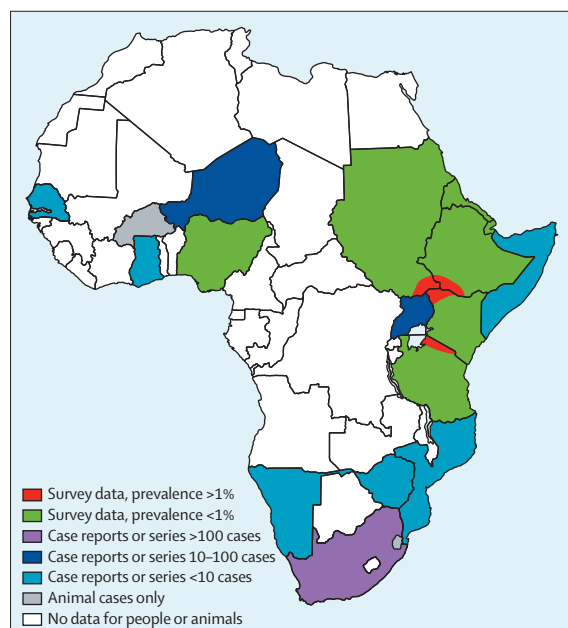 Survey data, prevalence >1%
Survey data, prevalence <1%
Case reports or series >100 cases
Case reports or series 10–100 cases
Case reports or series <10 cases
Animal cases only
No data for people or animals